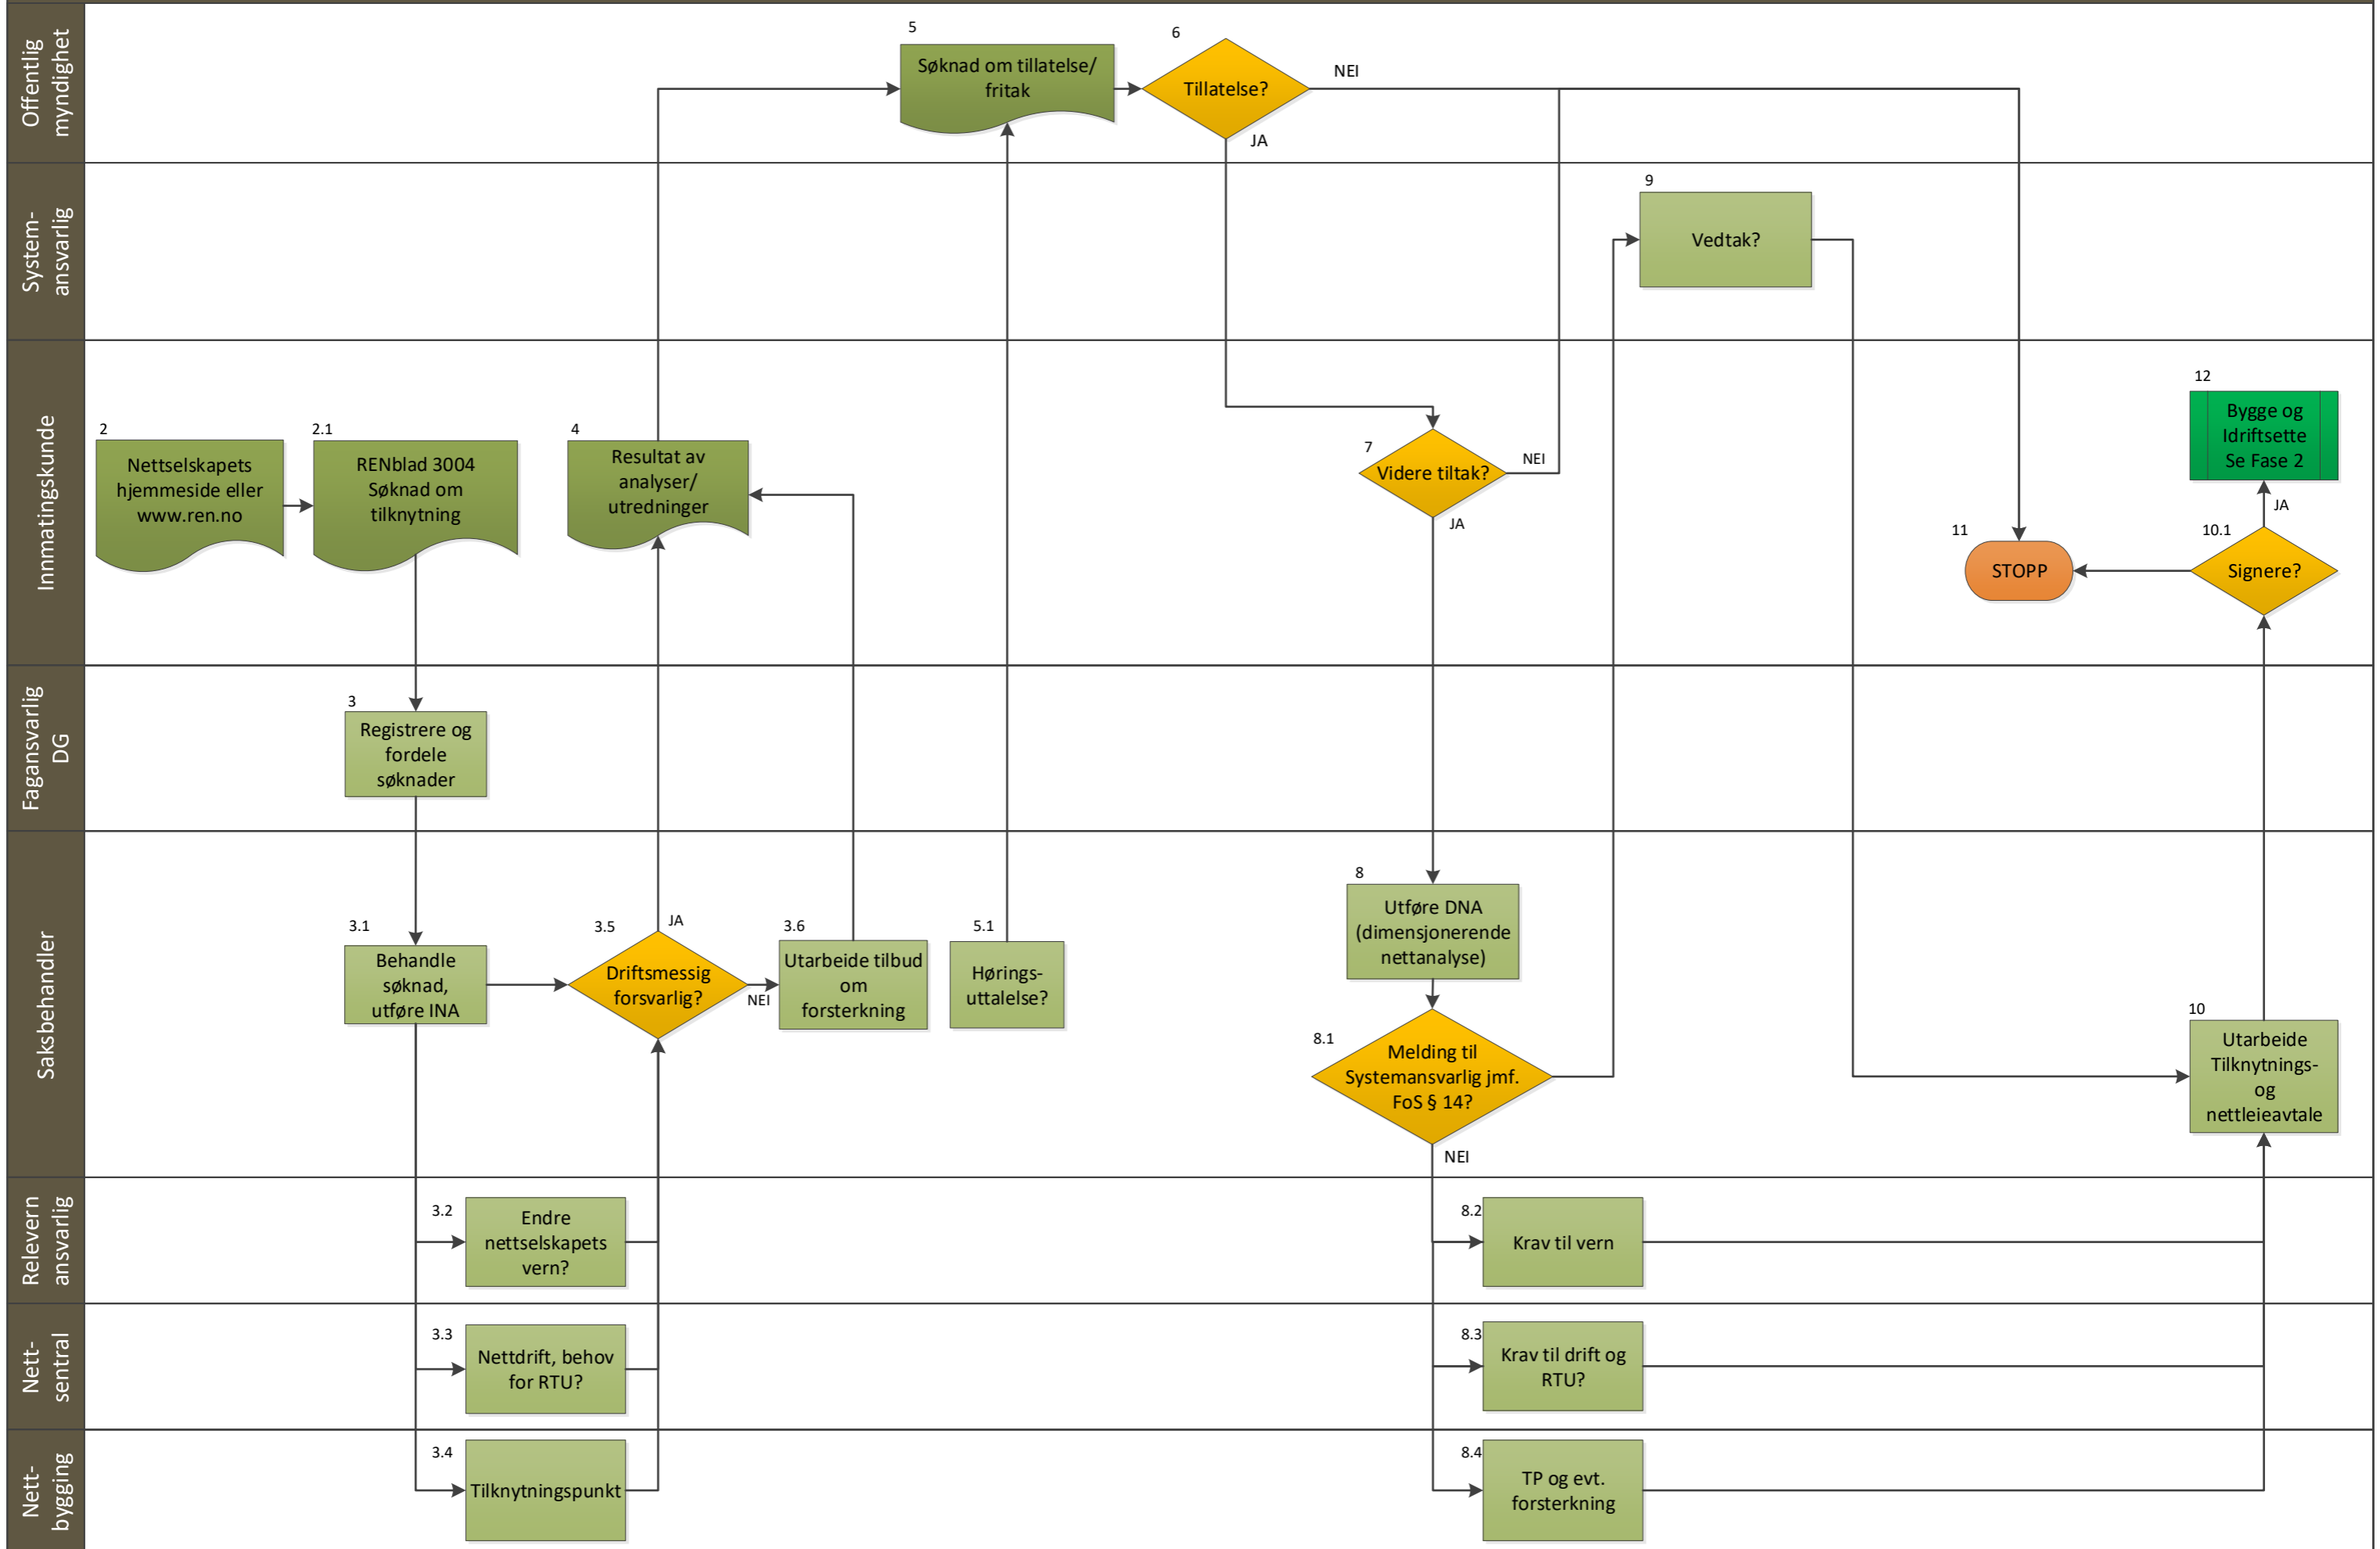 Offentlig
myndighet
5
Søknad om tillatelse/
fritak
6
Tillatelse?
NEI
JA
System-
ansvarlig
9
Vedtak?
Innmatingskunde
2
Nettselskapets
hjemmeside eller
www.ren.no
2.1
RENblad 3004
Søknad om
tilknytning
4
Resultat av
analyser/
utredninger
7
Videre tiltak?
NEI
JA
11
STOPP
12
Bygge og
Idriftsette
Se Fase 2
JA
10.1
Signere?
Fagansvarlig
DG
3
Registrere og
fordele
søknader
Saksbehandler
3.1
Behandle
søknad,
utføre INA
3.5
JA
Driftsmessig
forsvarlig?
NEI
3.6
Utarbeide tilbud
om
forsterkning
5.1
Hørings-
uttalelse?
8
Utføre DNA
(dimensjonerende
nettanalyse)
8.1
Melding til
Systemansvarlig jmf.
FoS § 14?
NEI
10
Utarbeide
Tilknytnings-
og
nettleieavtale
Relevern
ansvarlig
3.2
Endre
nettselskapets
vern?
8.2
Krav til vern
Nett-
sentral
3.3
Nettdrift, behov
for RTU?
8.3
Krav til drift og
RTU?
Nett-
bygging
3.4
Tilknytningspunkt
8.4
TP og evt.
forsterkning